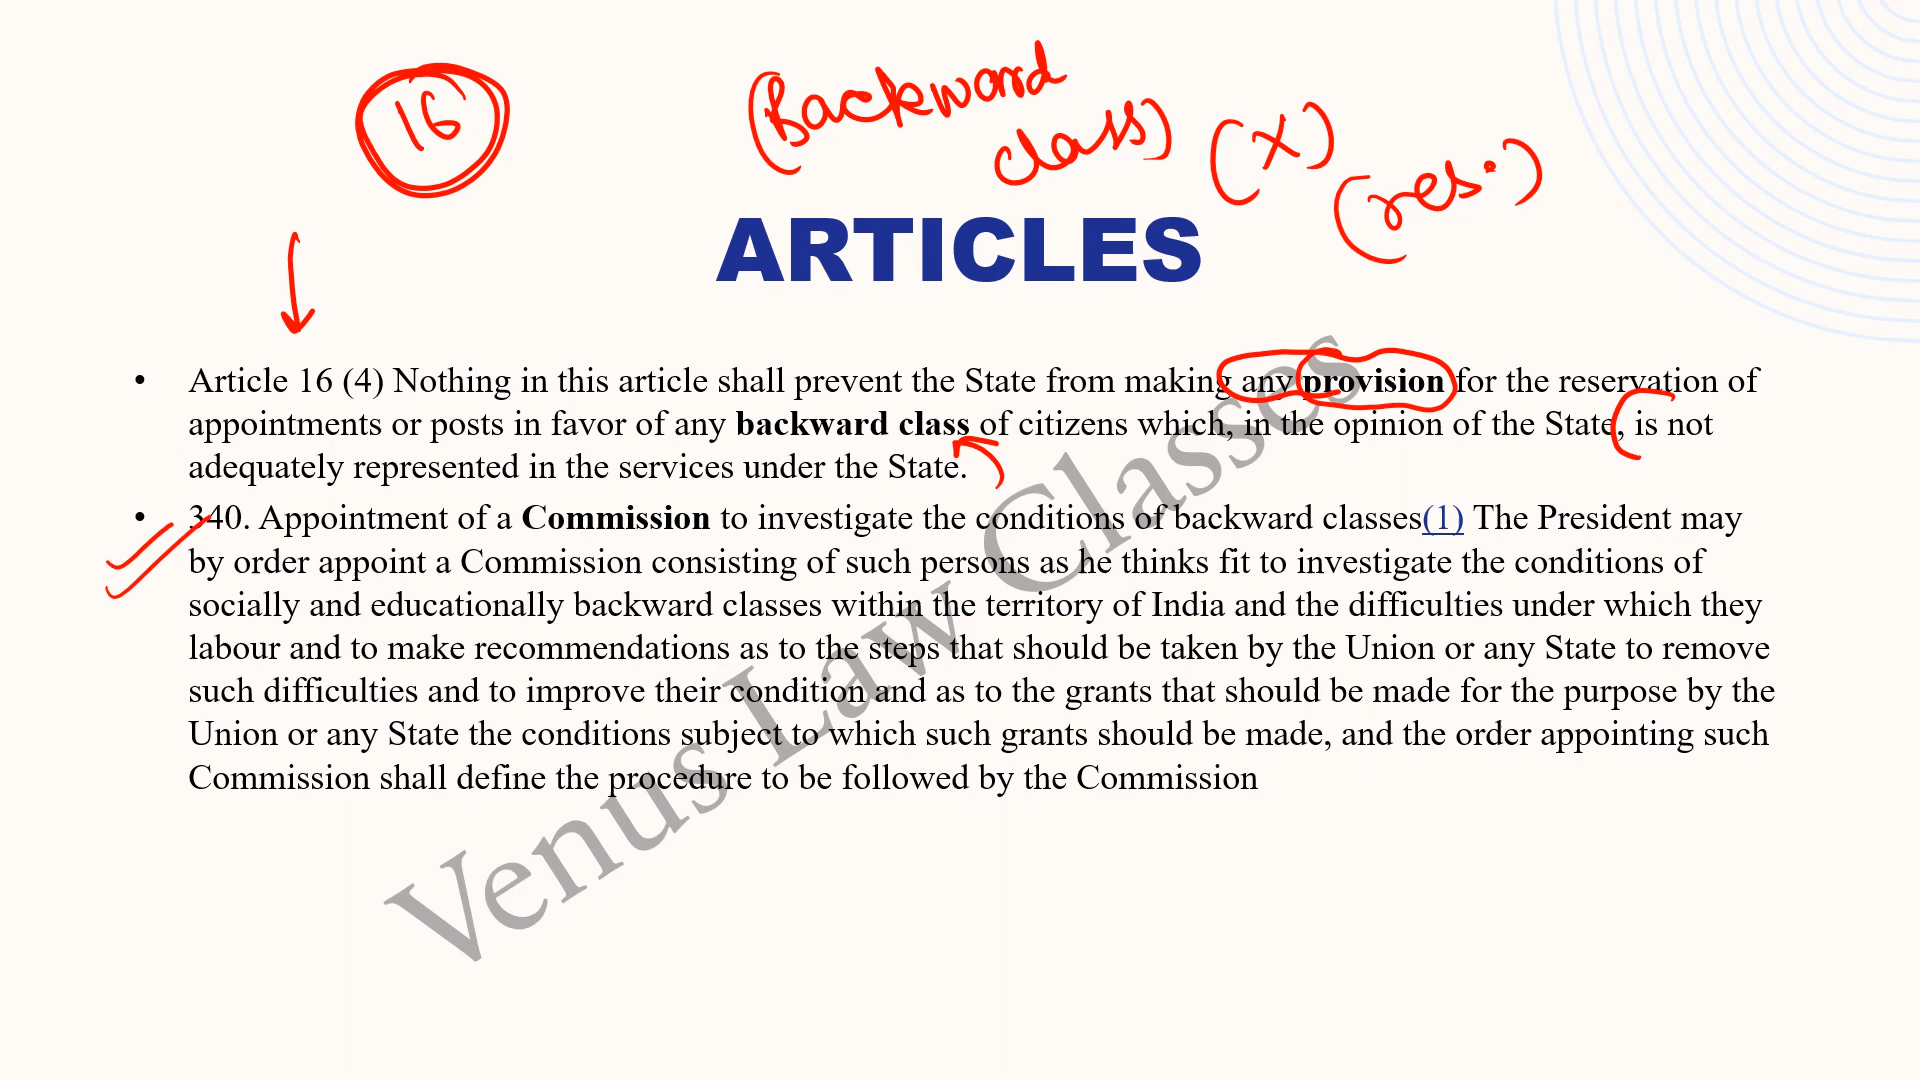 16
(Backward
class)
(X)
(res.)
ARTICLES
• Article 16 (4) Nothing in this article shall prevent the State from making any provision for the reservation of
appointments or posts in favor of any backward class of citizens which, in the opinion of the State, is not
adequately represented in the services under the State.
• 340. Appointment of a Commission to investigate the conditions of backward classes(1) The President may
by order appoint a Commission consisting of such persons as he thinks fit to investigate the conditions of
socially and educationally backward classes within the territory of India and the difficulties under which they
labour and to make recommendations as to the steps that should be taken by the Union or any State to remove
such difficulties and to improve their condition and as to the grants that should be made for the purpose by the
Union or any State the conditions subject to which such grants should be made, and the order appointing such
Commission shall define the procedure to be followed by the Commission
Venus Law Classes